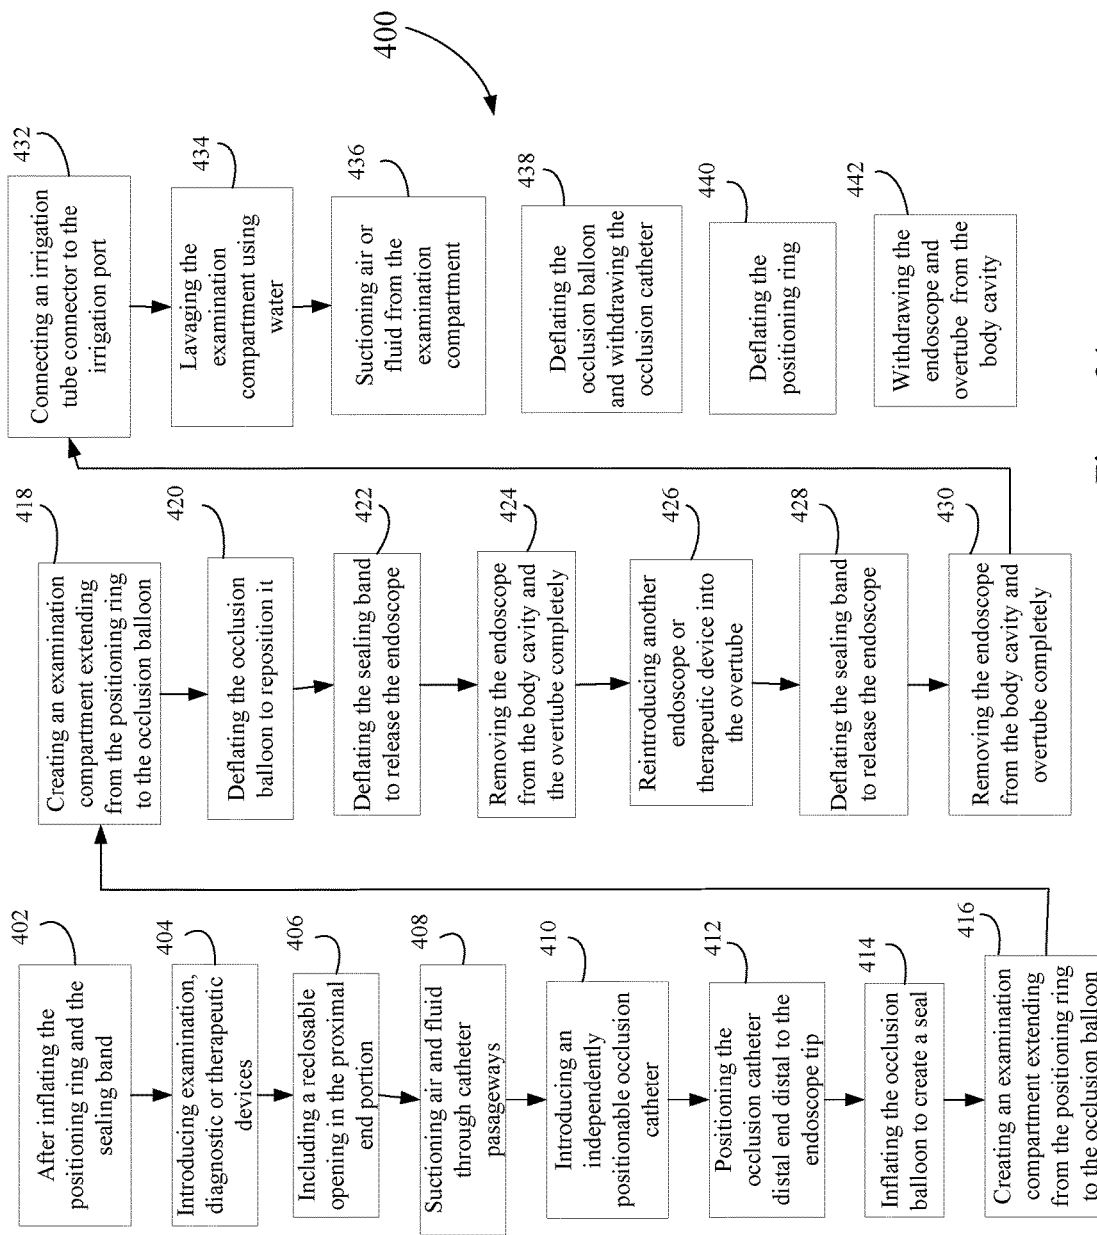 400
402
After inflating the
positioning ring and the
sealing band
404
Introducing examination,
diagnostic or therapeutic
devices
406
Including a reclosable
opening in the proximal
end portion
408
Suctioning air and fluid
through catheter
pasageways
410
Introducing an
independently
positionable occlusion
catheter
412
Positioning the
occlusion catheter
distal end distal to the
endoscope tip
414
Inflating the occlusion
balloon to create a seal
416
Creating an examination
compartment extending
from the positioning ring
to the occlusion balloon
418
Creating an examination
compartment extending
from the positioning ring
to the occlusion balloon
420
Deflating the occlusion
balloon to reposition it
422
Deflating the sealing band
to release the endoscope
424
Removing the endoscope
from the body cavity and
the overtube completely
426
Reintroducing another
endoscope or
therapeutic device into
the overtube
428
Deflating the sealing band
to release the endoscope
430
Removing the endoscope
from the body cavity and
overtube completely
432
Connecting an irrigation
tube connector to the
irrigation port
434
Lavaging the
examination
compartment using
water
436
Suctioning air or
fluid from the
examination
compartment
438
Deflating the
occlusion balloon
and withdrawing the
occlusion catheter
440
Deflating the
positioning ring
442
Withdrawing the
endoscope and
overtube from the
body cavity